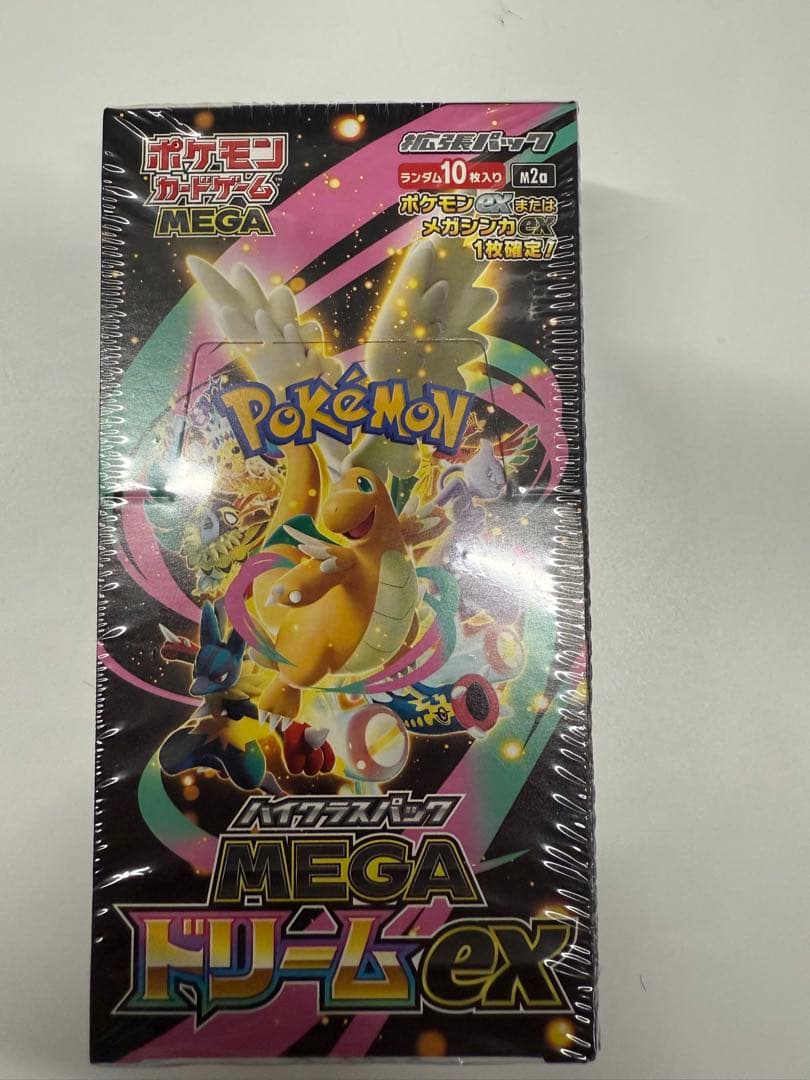 ポケモン
カードゲーム™
MEGA
拡張パック
ランダム10枚入り
M2a
ポケモンexまたは
メガシンカex
1枚確定!
POKÉMON™
ハイクラスパック
MEGA
ドリームex